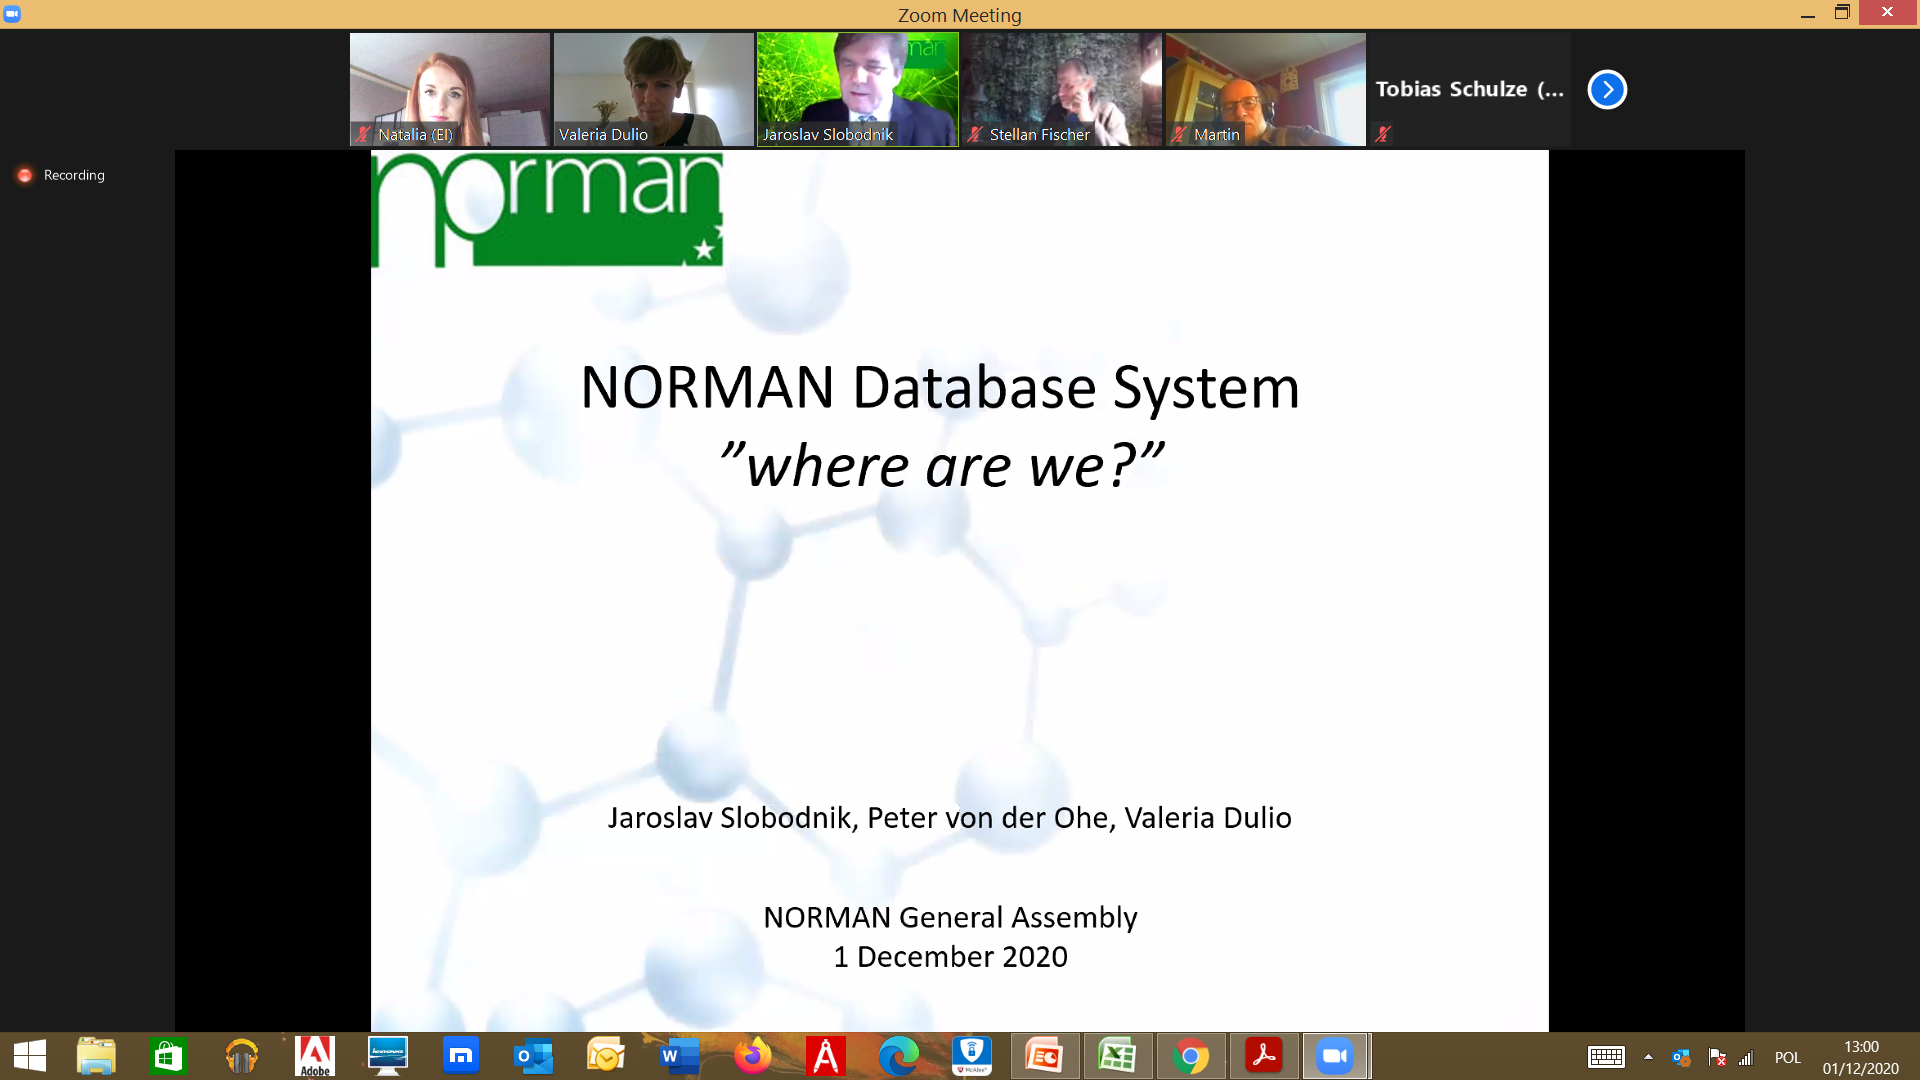 Zoom Meeting
Natalia (EI)
Valeria Dulio
Jaroslav Slobodnik
Stellan Fischer
Martin
Tobias Schulze (...
Recording
norman
NORMAN Database System
”where are we?”
Jaroslav Slobodnik, Peter von der Ohe, Valeria Dulio
NORMAN General Assembly
1 December 2020
Adobe
lenovo
McAfee
POL
13:00
01/12/2020